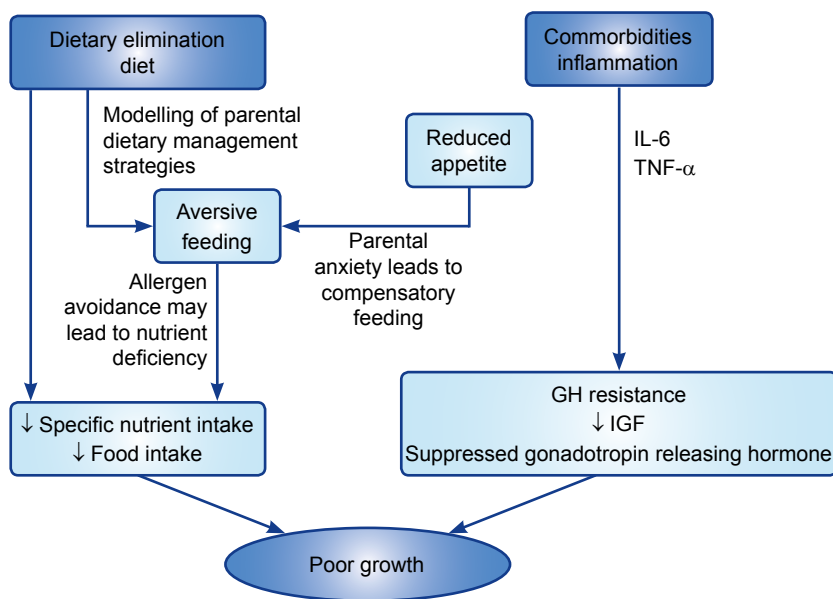 Dietary elimination
diet
Commorbidities
inflammation
Modelling of parental
dietary management
strategies
Reduced
appetite
IL-6
TNF-α
Aversive
feeding
Parental
anxiety leads to
compensatory
feeding
Allergen
avoidance may
lead to nutrient
deficiency
↓ Specific nutrient intake
↓ Food intake
GH resistance
↓ IGF
Suppressed gonadotropin releasing hormone
Poor growth